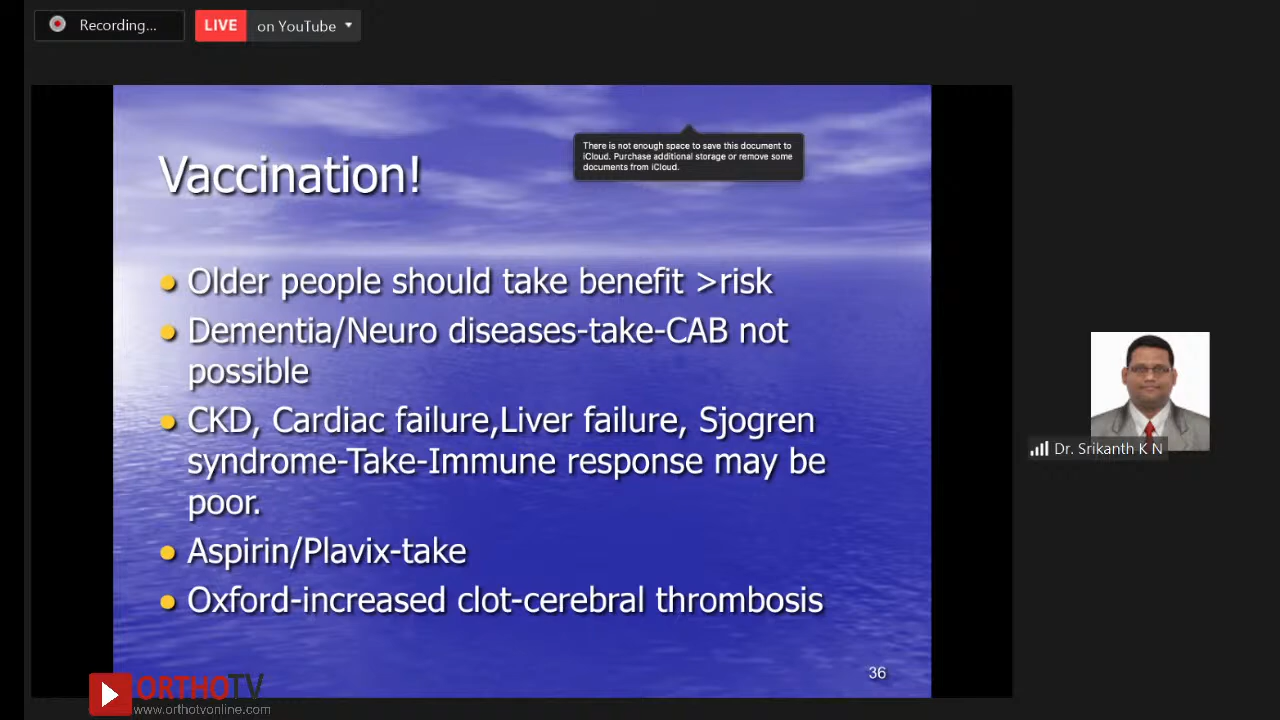 Recording...
LIVE on YouTube
There is not enough space to save this document to
iCloud. Purchase additional storage or remove some
documents from iCloud.
Vaccination!
Older people should take benefit >risk
Dementia/Neuro diseases-take-CAB not
possible
CKD, Cardiac failure,Liver failure, Sjogren
syndrome-Take-Immune response may be
poor.
Aspirin/Plavix-take
Oxford-increased clot-cerebral thrombosis
36
Dr. Srikanth K N
ORTHOTV
www.orthotvonline.com